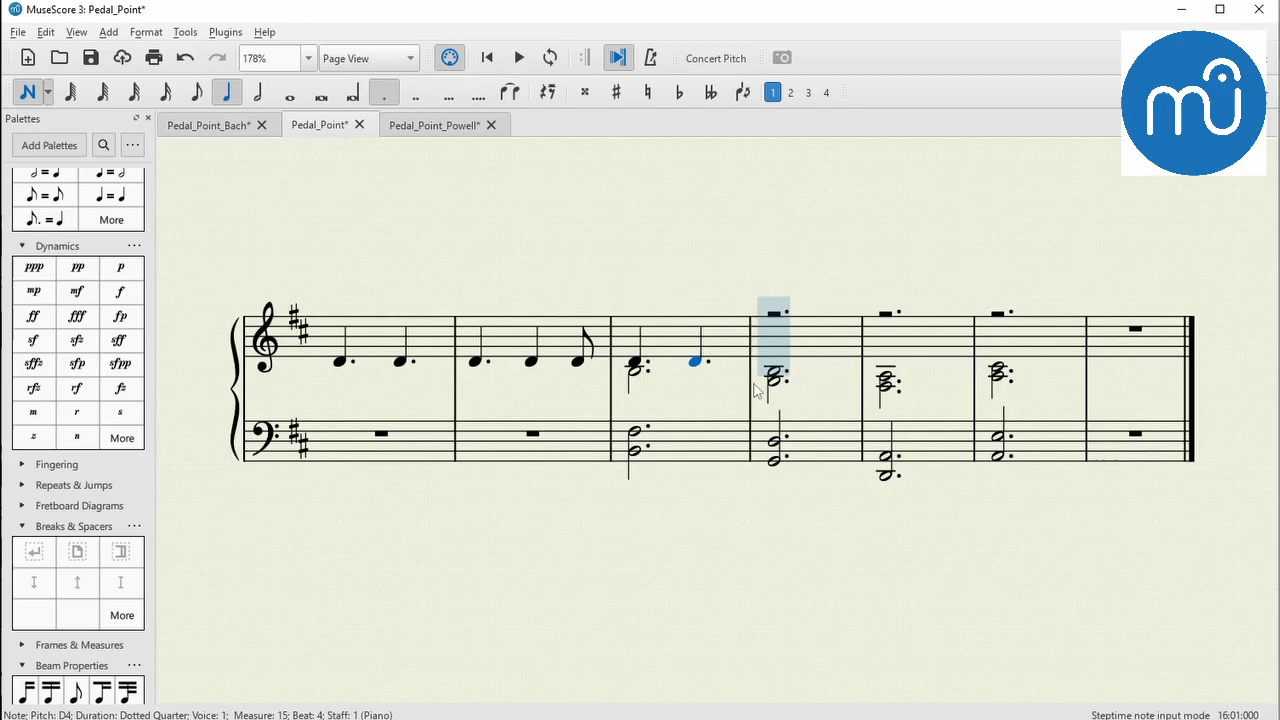 MuseScore 3: Pedal_Point*
File Edit View Add Format Tools Plugins Help
178% Page View Concert Pitch
1 2 3 4
Palettes
Pedal_Point_Bach* Pedal_Point* Pedal_Point_Powell*
Add Palettes
More
Dynamics
ppp pp p
mp mf f
ff fff fp
sf sfz sff
sffz sfp sfpp
rfz rf fz
m r s
z n More
Fingering
Repeats & Jumps
Fretboard Diagrams
Breaks & Spacers
More
Frames & Measures
Beam Properties
Note; Pitch: D4; Duration: Dotted Quarter; Voice: 1; Measure: 15; Beat: 4; Staff: 1 (Piano) Steptime note input mode 16:01:000
mu